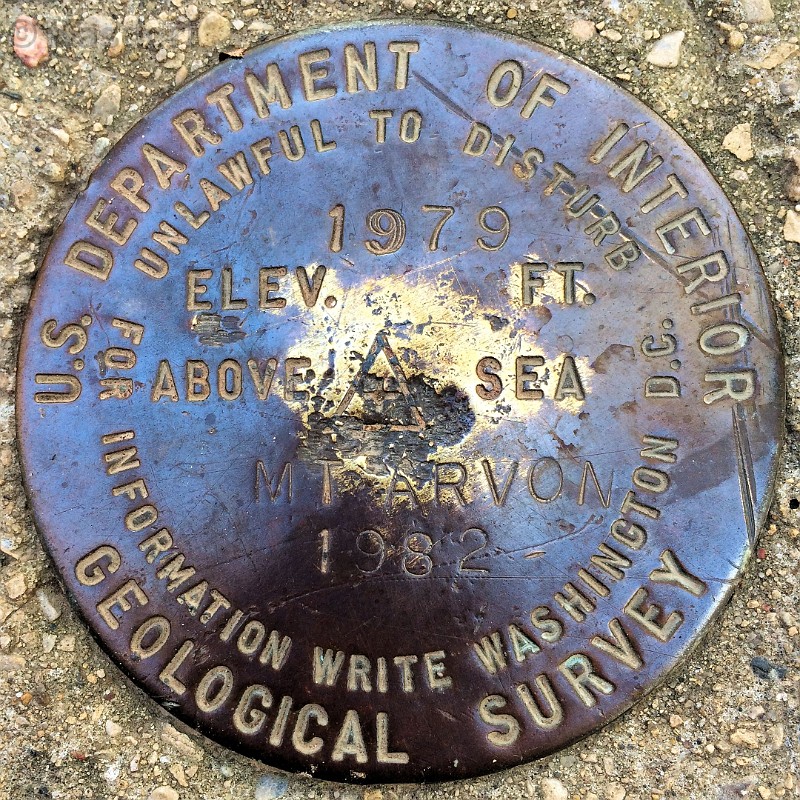 U.S. DEPARTMENT OF INTERIOR
UNLAWFUL TO DISTURB
1979
ELEV. FT.
ABOVE SEA
MT ARVON
1982
FOR INFORMATION WRITE WASHINGTON D.C.
GEOLOGICAL SURVEY